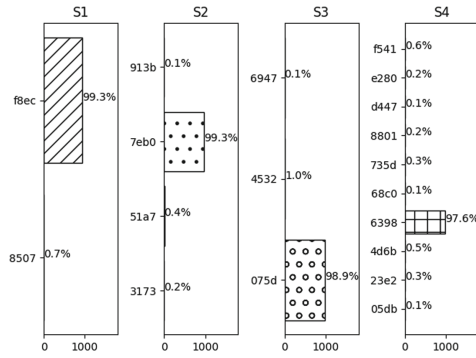 S1
f8ec
99.3%
8507
0.7%
0
1000
S2
913b
0.1%
7eb0
99.3%
51a7
0.4%
3173
0.2%
0
1000
S3
6947
0.1%
4532
1.0%
075d
98.9%
0
1000
S4
f541
0.6%
e280
0.2%
d447
0.1%
8801
0.2%
735d
0.3%
68c0
0.1%
6398
97.6%
4d6b
0.5%
23e2
0.3%
05db
0.1%
0
1000